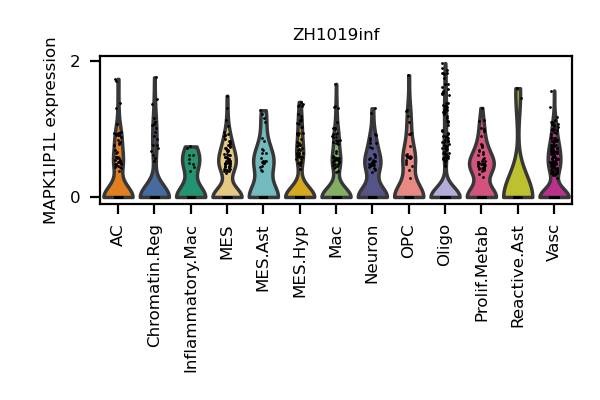 ZH1019inf
MAPK1IP1L expression
2
0
AC
Chromatin.Reg
Inflammatory.Mac
MES
MES.Ast
MES.Hyp
Mac
Neuron
OPC
Oligo
Prolif.Metab
Reactive.Ast
Vasc